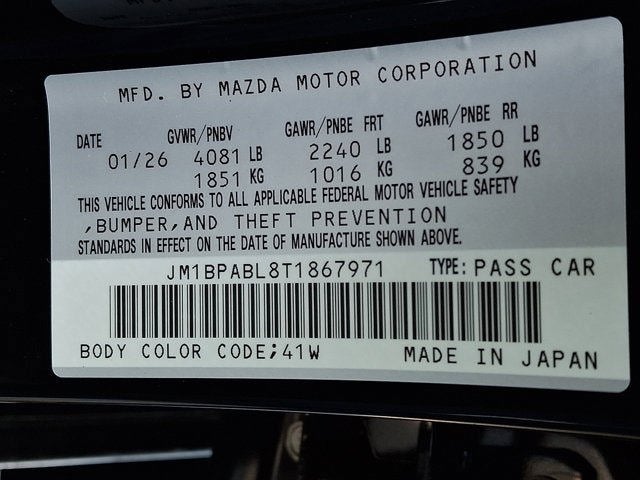 MFD. BY MAZDA MOTOR CORPORATION
DATE GVWR/PNBV GAWR/PNBE FRT GAWR/PNBE RR
01/26 4081 LB 2240 LB 1850 LB
1851 KG 1016 KG 839 KG
THIS VEHICLE CONFORMS TO ALL APPLICABLE FEDERAL MOTOR VEHICLE SAFETY
,BUMPER,AND THEFT PREVENTION
STANDARDS IN EFFECT ON THE DATE OF MANUFACTURE SHOWN ABOVE.
JM1BPABL8T1867971 TYPE: PASS CAR
BODY COLOR CODE;41W MADE IN JAPAN